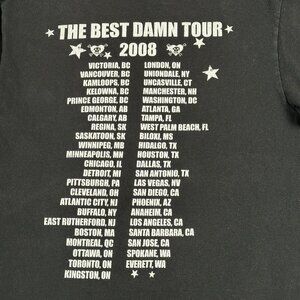 THE BEST DAMN TOUR
2008
VICTORIA, BC LONDON, ON
VANCOUVER, BC UNIONDALE, NY
KAMLOOPS, BC UNCASVILLE, CT
KELOWNA, BC MANCHESTER, NH
PRINCE GEORGE, BC WASHINGTON, DC
EDMONTON, AB ATLANTA, GA
CALGARY, AB TAMPA, FL
REGINA, SK WEST PALM BEACH, FL
SASKATOON, SK BILOXI, MS
WINNIPEG, MB HIDALGO, TX
MINNEAPOLIS, MN HOUSTON, TX
CHICAGO, IL DALLAS, TX
DETROIT, MI SAN ANTONIO, TX
PITTSBURGH, PA LAS VEGAS, NV
CLEVELAND, OH SAN DIEGO, CA
ATLANTIC CITY, NJ PHOENIX, AZ
BUFFALO, NY ANAHEIM, CA
EAST RUTHERFORD, NJ LOS ANGELES, CA
BOSTON, MA SANTA BARBARA, CA
MONTREAL, QC SAN JOSE, CA
OTTAWA, ON SPOKANE, WA
TORONTO, ON EVERETT, WA
KINGSTON, ON